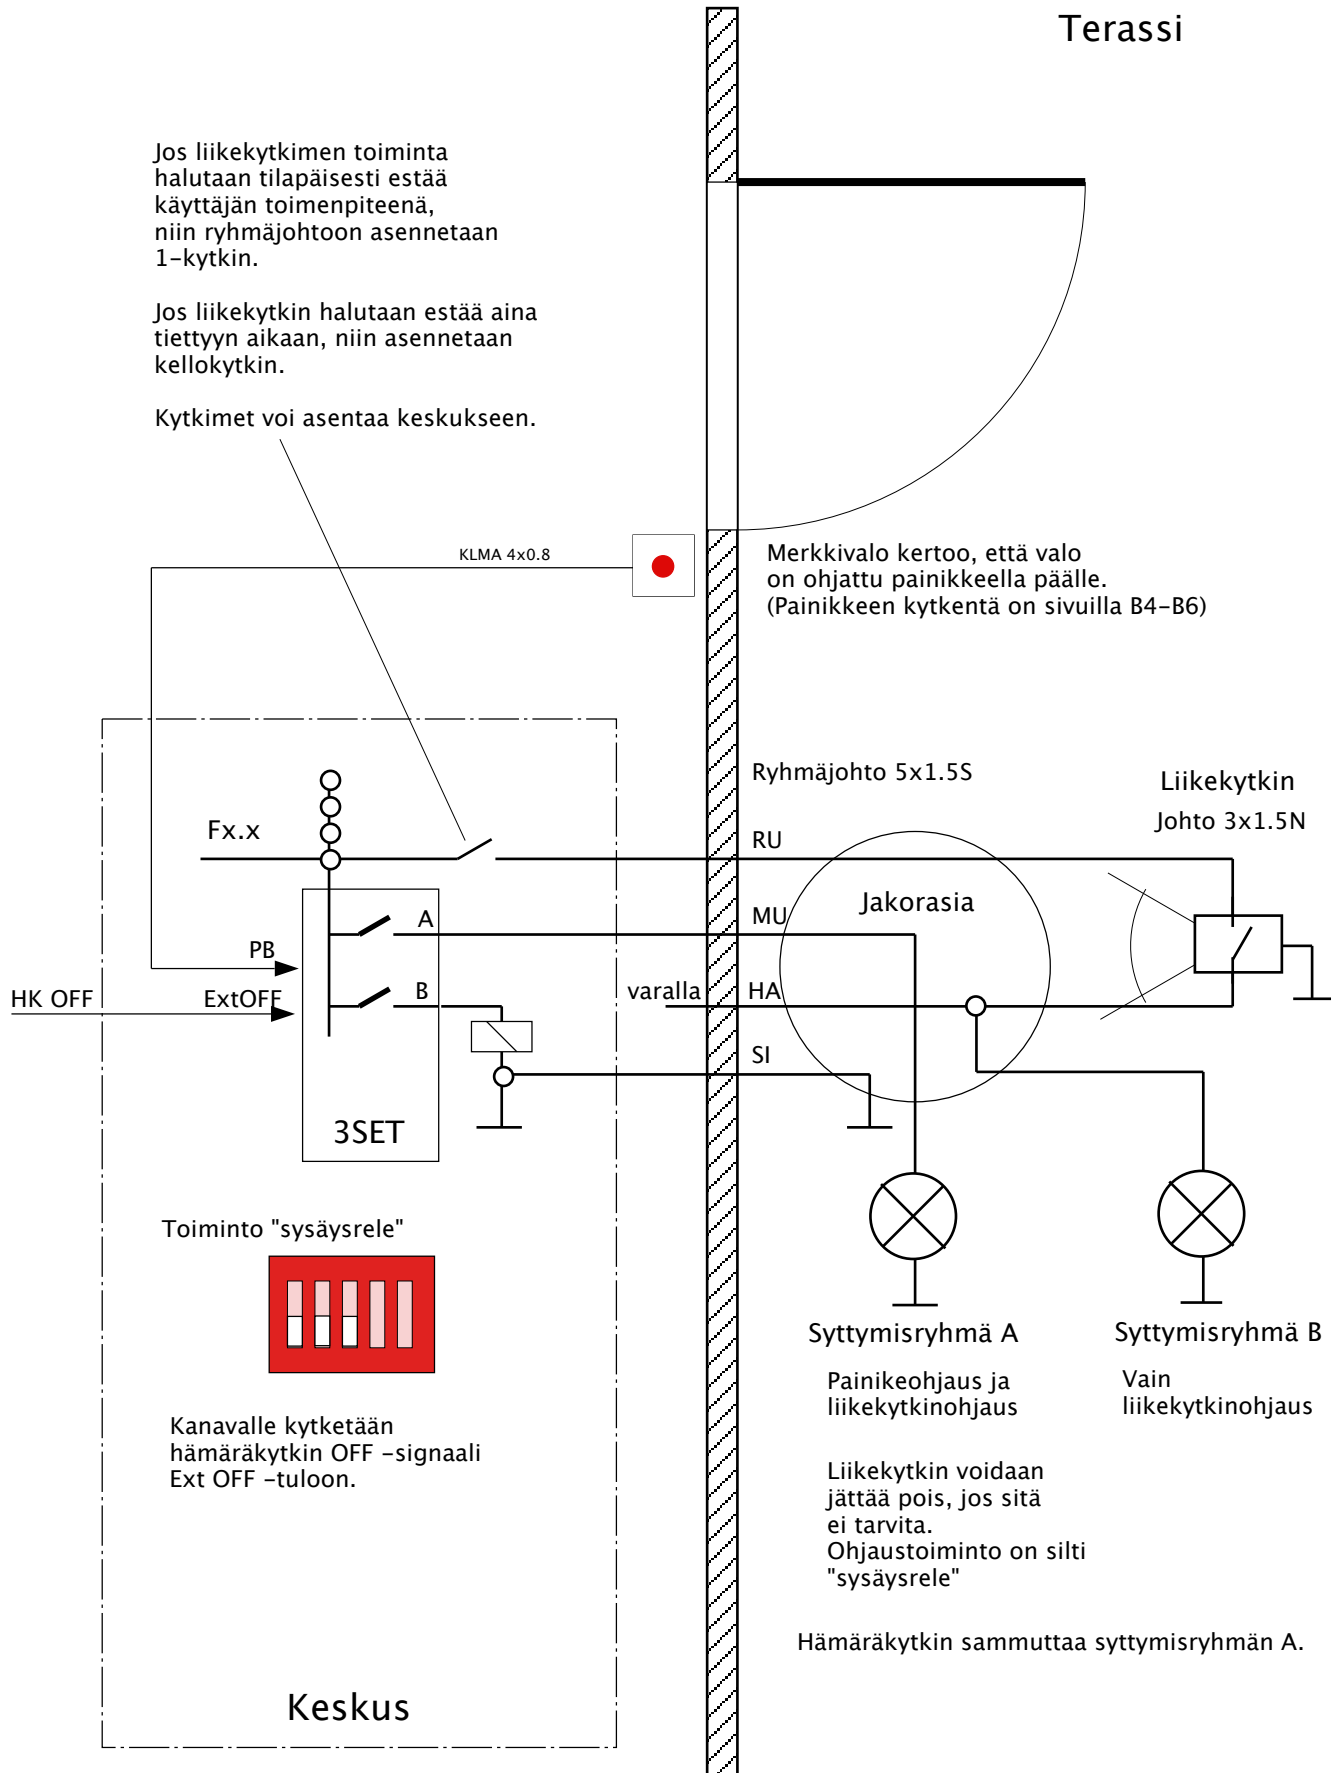 Terassi
Jos liikekytkimen toiminta
halutaan tilapäisesti estää
käyttäjän toimenpiteenä,
niin ryhmäjohtoon asennetaan
1-kytkin.
Jos liikekytkin halutaan estää aina
tiettyyn aikaan, niin asennetaan
kellokytkin.
Kytkimet voi asentaa keskukseen.
KLMA 4x0.8
Merkkivalo kertoo, että valo
on ohjattu painikkeella päälle.
(Painikkeen kytkentä on sivuilla B4-B6)
Ryhmäjohto 5x1.5S
Liikekytkin
Johto 3x1.5N
Fx.x
RU
Jakorasia
A
MU
PB
HK OFF
ExtOFF
B
varalla
HA
SI
3SET
Toiminto "sysäysrele"
Kanavalle kytketään
hämäräkytkin OFF -signaali
Ext OFF -tuloon.
Syttymisryhmä A
Painikeohjaus ja
liikekytkinohjaus
Syttymisryhmä B
Vain
liikekytkinohjaus
Liikekytkin voidaan
jättää pois, jos sitä
ei tarvita.
Ohjaustoiminto on silti
"sysäysrele"
Hämäräkytkin sammuttaa syttymisryhmän A.
Keskus